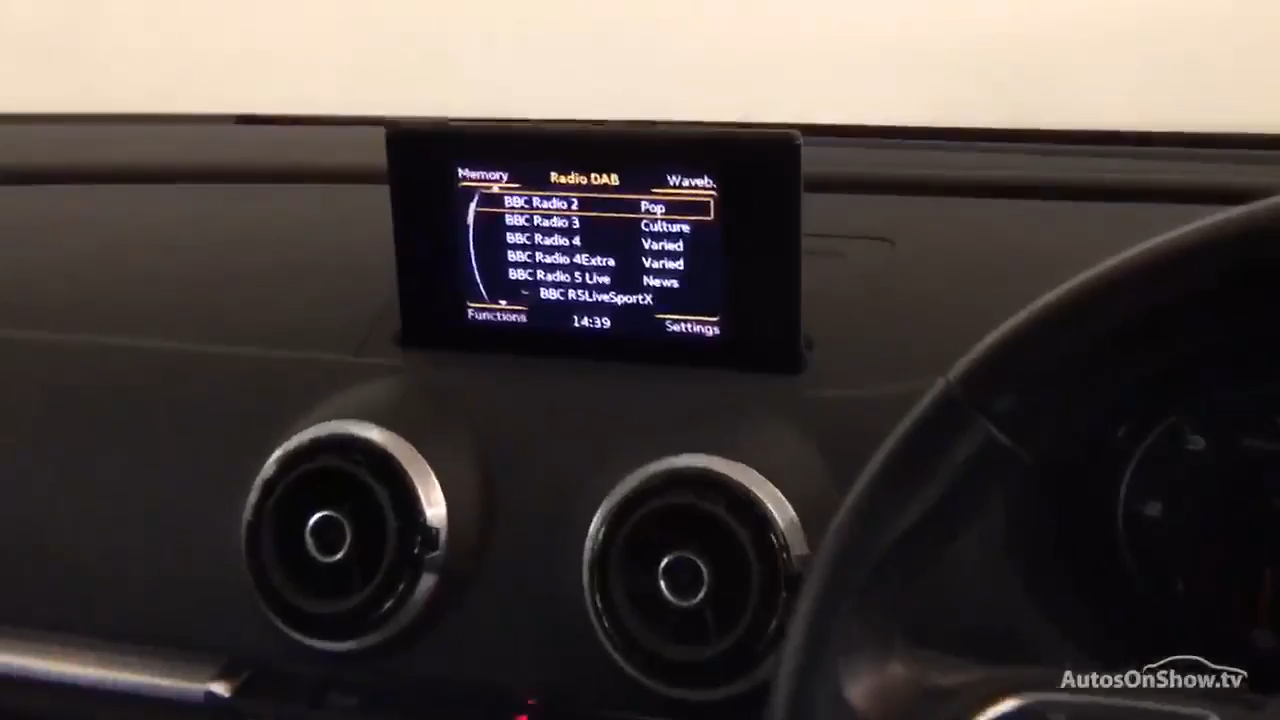 Memory Radio DAB Waveb.
BBC Radio 2 Pop
BBC Radio 3 Culture
BBC Radio 4 Varied
BBC Radio 4Extra Varied
BBC Radio 5 Live News
BBC R5LiveSportX
Functions 14:39 Settings
AutosOnShow.tv